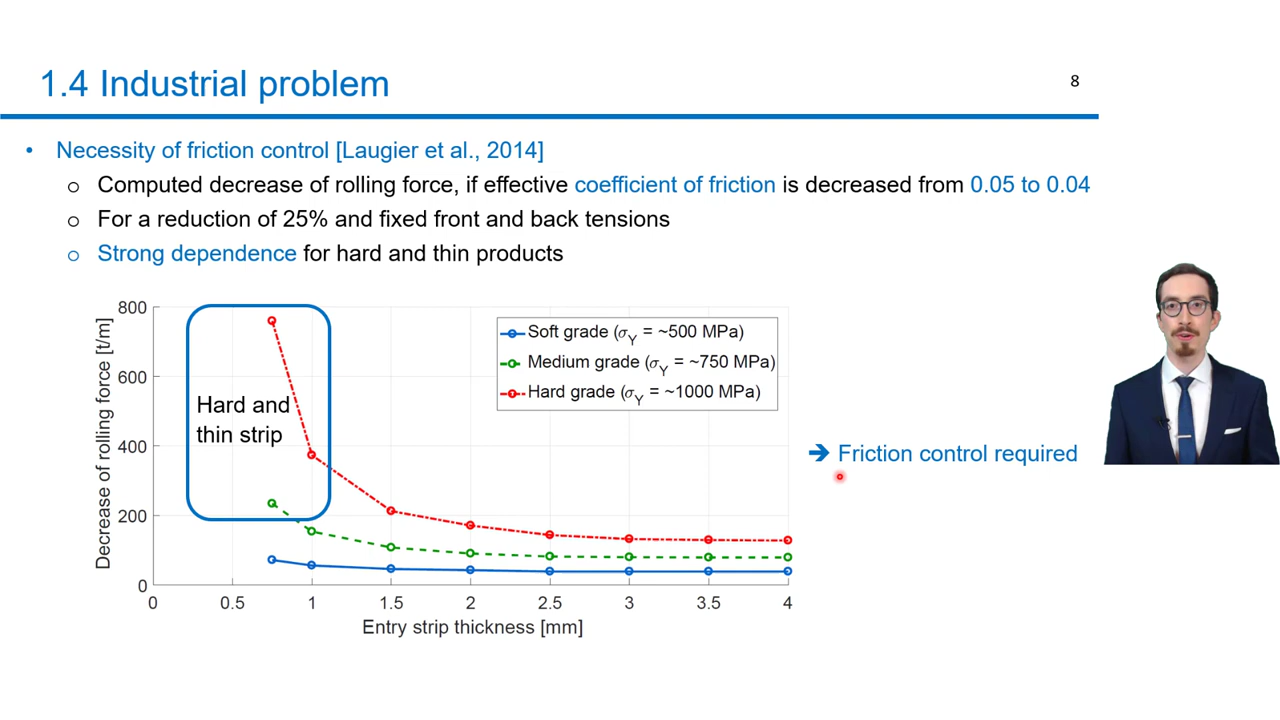 1.4 Industrial problem
8
• Necessity of friction control [Laugier et al., 2014]
o Computed decrease of rolling force, if effective coefficient of friction is decreased from 0.05 to 0.04
o For a reduction of 25% and fixed front and back tensions
o Strong dependence for hard and thin products
Decrease of rolling force [t/m]
800
600
400
200
0
Hard and
thin strip
Soft grade (σY = ~500 MPa)
Medium grade (σY = ~750 MPa)
Hard grade (σY = ~1000 MPa)
0 0.5 1 1.5 2 2.5 3 3.5 4
Entry strip thickness [mm]
➔ Friction control required